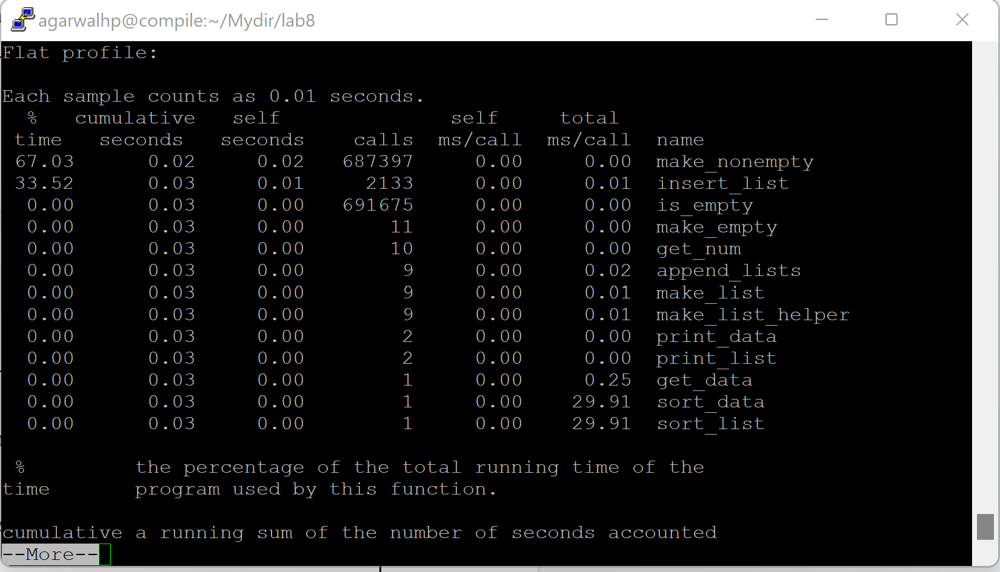 agarwalhp@compile:~/Mydir/lab8
Flat profile:
Each sample counts as 0.01 seconds.
% cumulative self self total
time seconds seconds calls ms/call ms/call name
67.03 0.02 0.02 687397 0.00 0.00 make_nonempty
33.52 0.03 0.01 2133 0.00 0.01 insert_list
0.00 0.03 0.00 691675 0.00 0.00 is_empty
0.00 0.03 0.00 11 0.00 0.00 make_empty
0.00 0.03 0.00 10 0.00 0.00 get_num
0.00 0.03 0.00 9 0.00 0.02 append_lists
0.00 0.03 0.00 9 0.00 0.01 make_list
0.00 0.03 0.00 9 0.00 0.01 make_list_helper
0.00 0.03 0.00 2 0.00 0.00 print_data
0.00 0.03 0.00 2 0.00 0.00 print_list
0.00 0.03 0.00 1 0.00 0.25 get_data
0.00 0.03 0.00 1 0.00 29.91 sort_data
0.00 0.03 0.00 1 0.00 29.91 sort_list
% the percentage of the total running time of the
time program used by this function.
cumulative a running sum of the number of seconds accounted
--More--